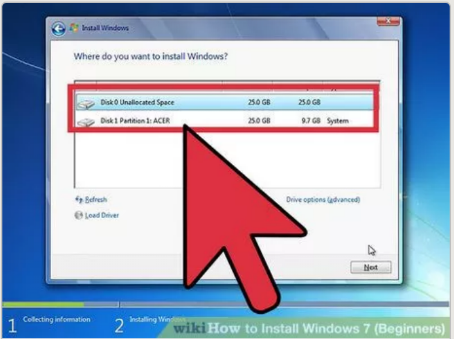 Install Windows
Where do you want to install Windows?
Disk 0 Unallocated Space 25.0 GB 25.0 GB
Disk 1 Partition 1: ACER 25.0 GB 9.7 GB System
Refresh
Drive options (advanced)
Load Driver
Next
1 Collecting information
2 Installing
wikiHow to Install Windows 7 (Beginners)